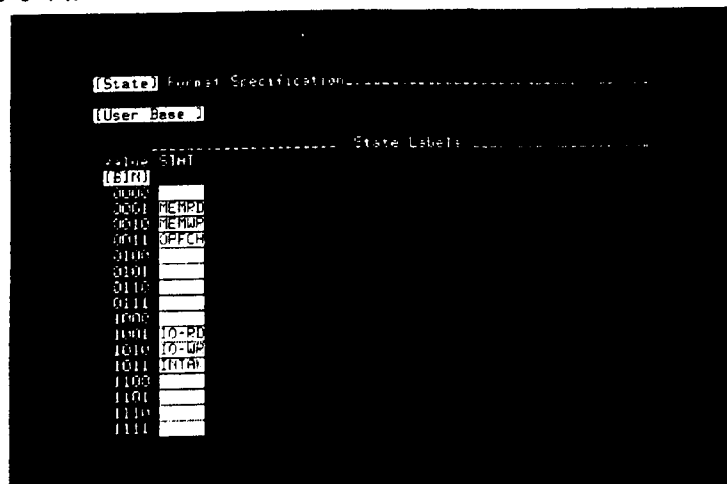 [State] Format Specification
[User Base ]
State Labels
Value STAT
[BIN]
0000
0001 MEMRD
0010 MEMWR
0011 OPFCH
0100
0101
0110
0111
1000
1001 IO-RD
1010 IO-WR
1011 INTAK
1100
1101
1110
1111